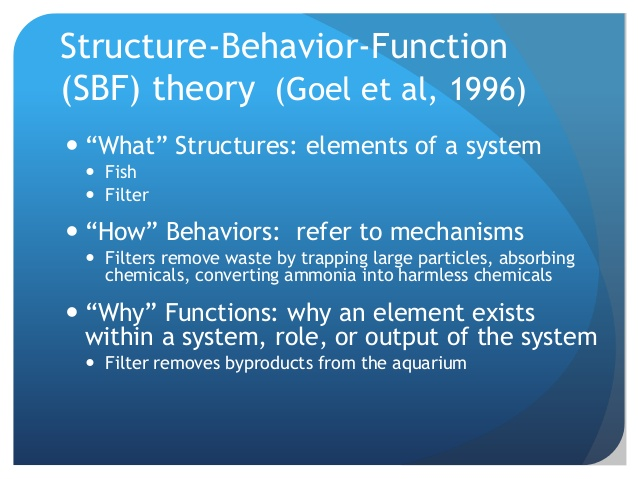 Structure-Behavior-Function
(SBF) theory (Goel et al, 1996)
• “What” Structures: elements of a system
• Fish
• Filter
• “How” Behaviors: refer to mechanisms
• Filters remove waste by trapping large particles, absorbing
chemicals, converting ammonia into harmless chemicals
• “Why” Functions: why an element exists
within a system, role, or output of the system
• Filter removes byproducts from the aquarium